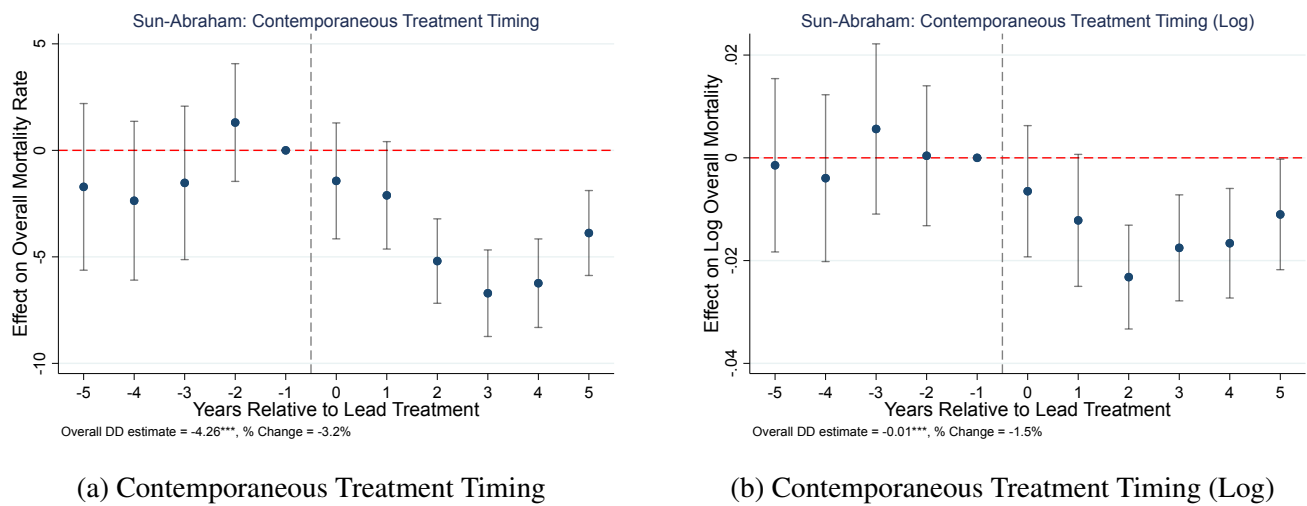 Sun-Abraham: Contemporaneous Treatment Timing
Effect on Overall Mortality Rate
5
0
-5
-10
-5 -4 -3 -2 -1 0 1 2 3 4 5
Years Relative to Lead Treatment
Overall DD estimate = -4.26***, % Change = -3.2%
(a) Contemporaneous Treatment Timing
Sun-Abraham: Contemporaneous Treatment Timing (Log)
Effect on Log Overall Mortality
.02
0
-.02
-.04
-5 -4 -3 -2 -1 0 1 2 3 4 5
Years Relative to Lead Treatment
Overall DD estimate = -0.01***, % Change = -1.5%
(b) Contemporaneous Treatment Timing (Log)